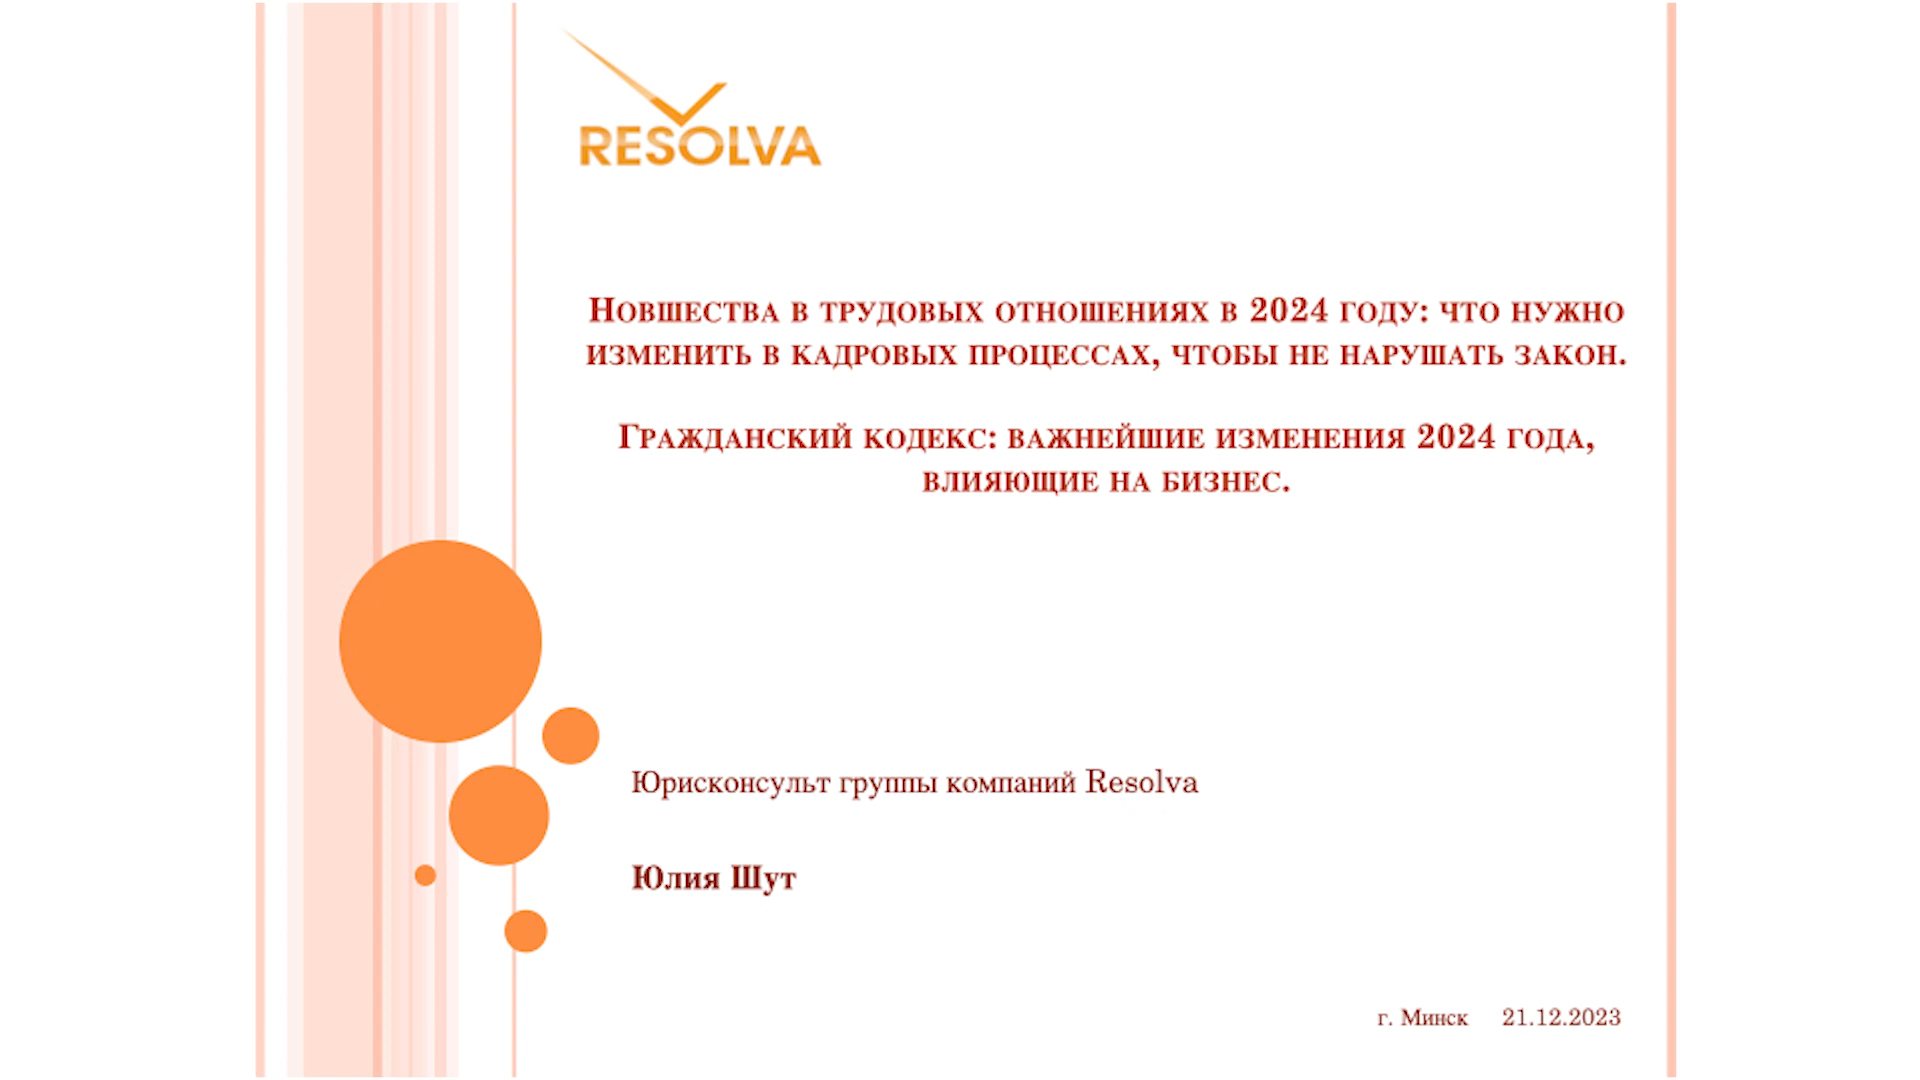 RESOLVA
Новшества в трудовых отношениях в 2024 году: что нужно
изменить в кадровых процессах, чтобы не нарушать закон.
Гражданский кодекс: важнейшие изменения 2024 года,
влияющие на бизнес.
Юрисконсульт группы компаний Resolva
Юлия Шут
г. Минск 21.12.2023